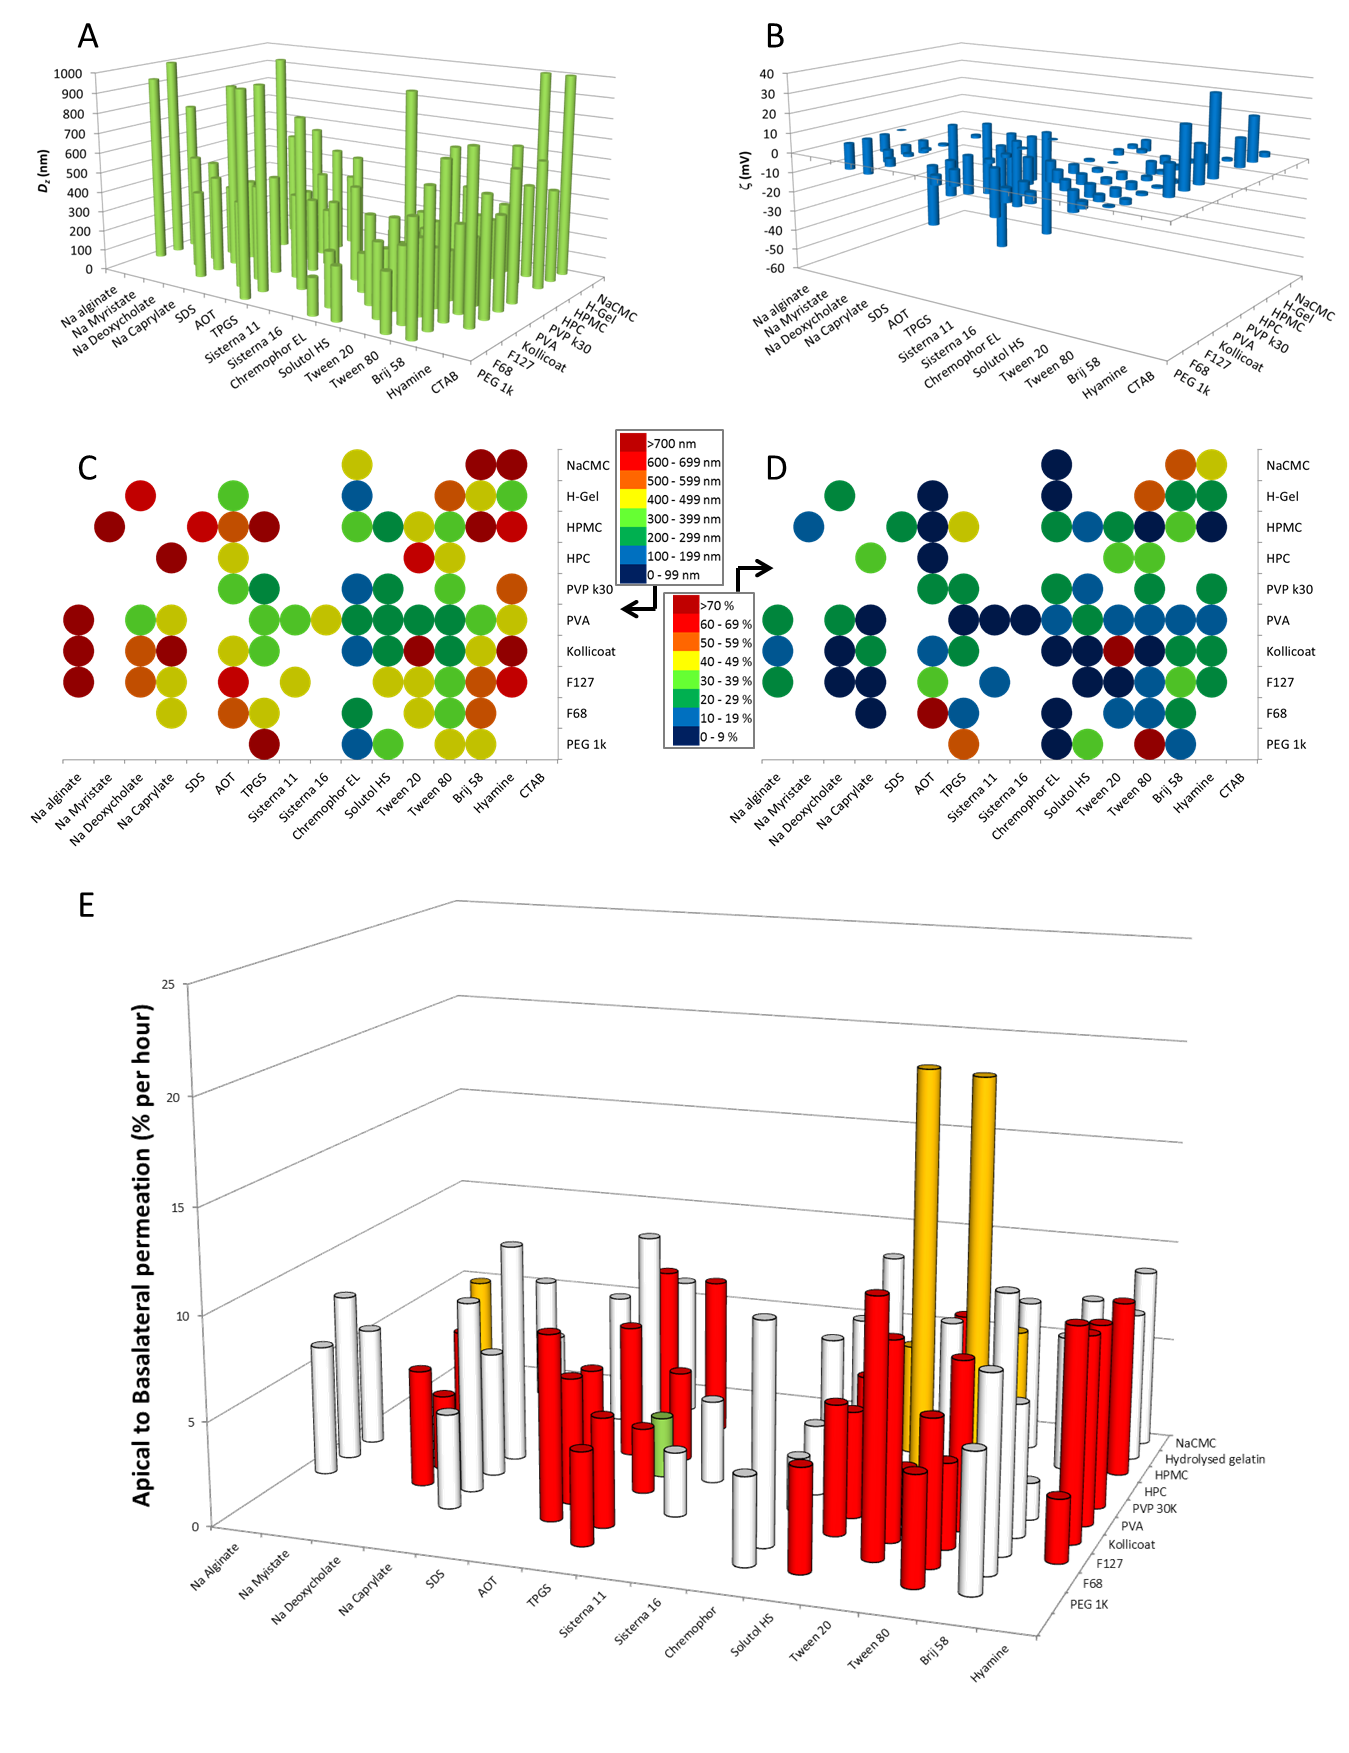 A
1000
900
800
700
600
500
400
300
200
100
0
Dz (nm)
Na alginate
Na Myristate
Na Deoxycholate
Na Caprylate
SDS
AOT
TPGS
Sisterna 11
Sisterna 16
Chremophor EL
Solutol HS
Tween 20
Tween 80
Brij 58
Hyamine
CTAB
NaCMC
H-Gel
HPMC
HPC
PVP k30
PVA
Kollicoat
F127
F68
PEG 1k
B
40
30
20
10
0
-10
-20
-30
-40
-50
-60
ζ (mV)
Na alginate
Na Myristate
Na Deoxycholate
Na Caprylate
SDS
AOT
TPGS
Sisterna 11
Sisterna 16
Chremophor EL
Solutol HS
Tween 20
Tween 80
Brij 58
Hyamine
CTAB
NaCMC
H-Gel
HPMC
HPC
PVP k30
PVA
Kollicoat
F127
F68
PEG 1k
C
NaCMC
H-Gel
HPMC
HPC
PVP k30
PVA
Kollicoat
F127
F68
PEG 1k
Na alginate
Na Myristate
Na Deoxycholate
Na Caprylate
SDS
AOT
TPGS
Sisterna 11
Sisterna 16
Chremophor EL
Solutol HS
Tween 20
Tween 80
Brij 58
Hyamine
CTAB
>700 nm
600 - 699 nm
500 - 599 nm
400 - 499 nm
300 - 399 nm
200 - 299 nm
100 - 199 nm
0 - 99 nm
>70 %
60 - 69 %
50 - 59 %
40 - 49 %
30 - 39 %
20 - 29 %
10 - 19 %
0 - 9 %
D
NaCMC
H-Gel
HPMC
HPC
PVP k30
PVA
Kollicoat
F127
F68
PEG 1k
Na alginate
Na Myristate
Na Deoxycholate
Na Caprylate
SDS
AOT
TPGS
Sisterna 11
Sisterna 16
Chremophor EL
Solutol HS
Tween 20
Tween 80
Brij 58
Hyamine
CTAB
E
Apical to Basalateral permeation (% per hour)
25
20
15
10
5
0
Na Alginate
Na Myistate
Na Deoxycholate
Na Caprylate
SDS
AOT
TPGS
Sisterna 11
Sisterna 16
Chremophor
Solutol HS
Tween 20
Tween 80
Brij 58
Hyamine
NaCMC
Hydrolysed gelatin
HPMC
HPC
PVP 30K
PVA
Kollicoat
F127
F68
PEG 1K